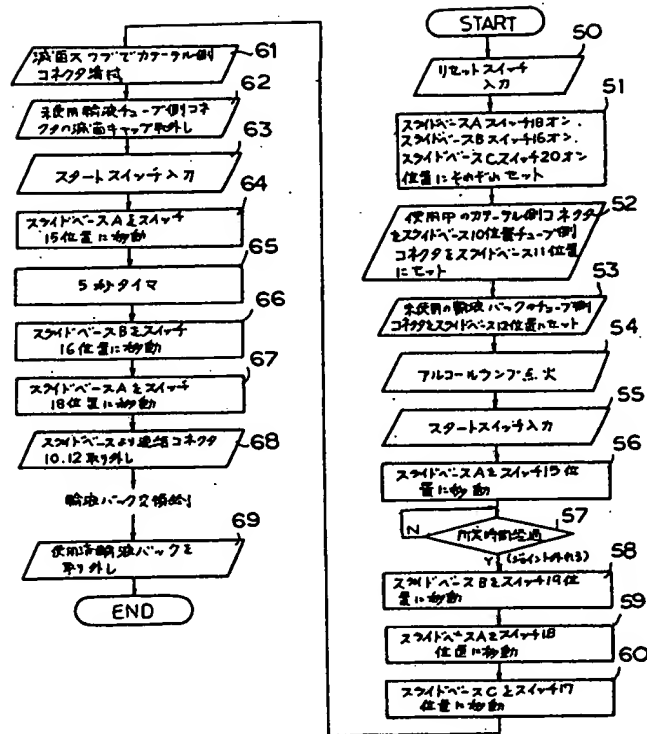 START
50
リセットスイッチ
入力
51
スライドベースAスイッチ18オン.
スライドベースBスイッチ16オン.
スライドベースCスイッチ20オン
位置にそれぞれセット
52
使用中のカテーテル側コネクタ
をスライドベース10位置チューブ側
コネクタをスライドベース11位置
にセット
53
未使用の輸液バックのチューブ側
コネクタをスライドベース12位置にセット
54
アルコールランプ点火
55
スタートスイッチ入力
56
スライドベースAをスイッチ15位
置に移動
57
所定時間経過
N
Y (ジョイント外れる)
58
スライドベースBをスイッチ19位
置に移動
59
スライドベースAをスイッチ18
位置に移動
60
スライドベースCをスイッチ17
位置に移動
61
滅菌スワブでカテーテル側
コネクタ塗付
62
未使用輸液チューブ側コネ
クタの滅菌キャップ取外し
63
スタートスイッチ入力
64
スライドベースAをスイッチ
15位置に移動
65
5秒タイマ
66
スライドベースBをスイッチ
16位置に移動
67
スライドベースAをスイッチ
18位置に移動
68
スライドベースより連結コネクタ
10.12取り外し
輸液バック交換
69
使用済輸液バックを
取り外し
END